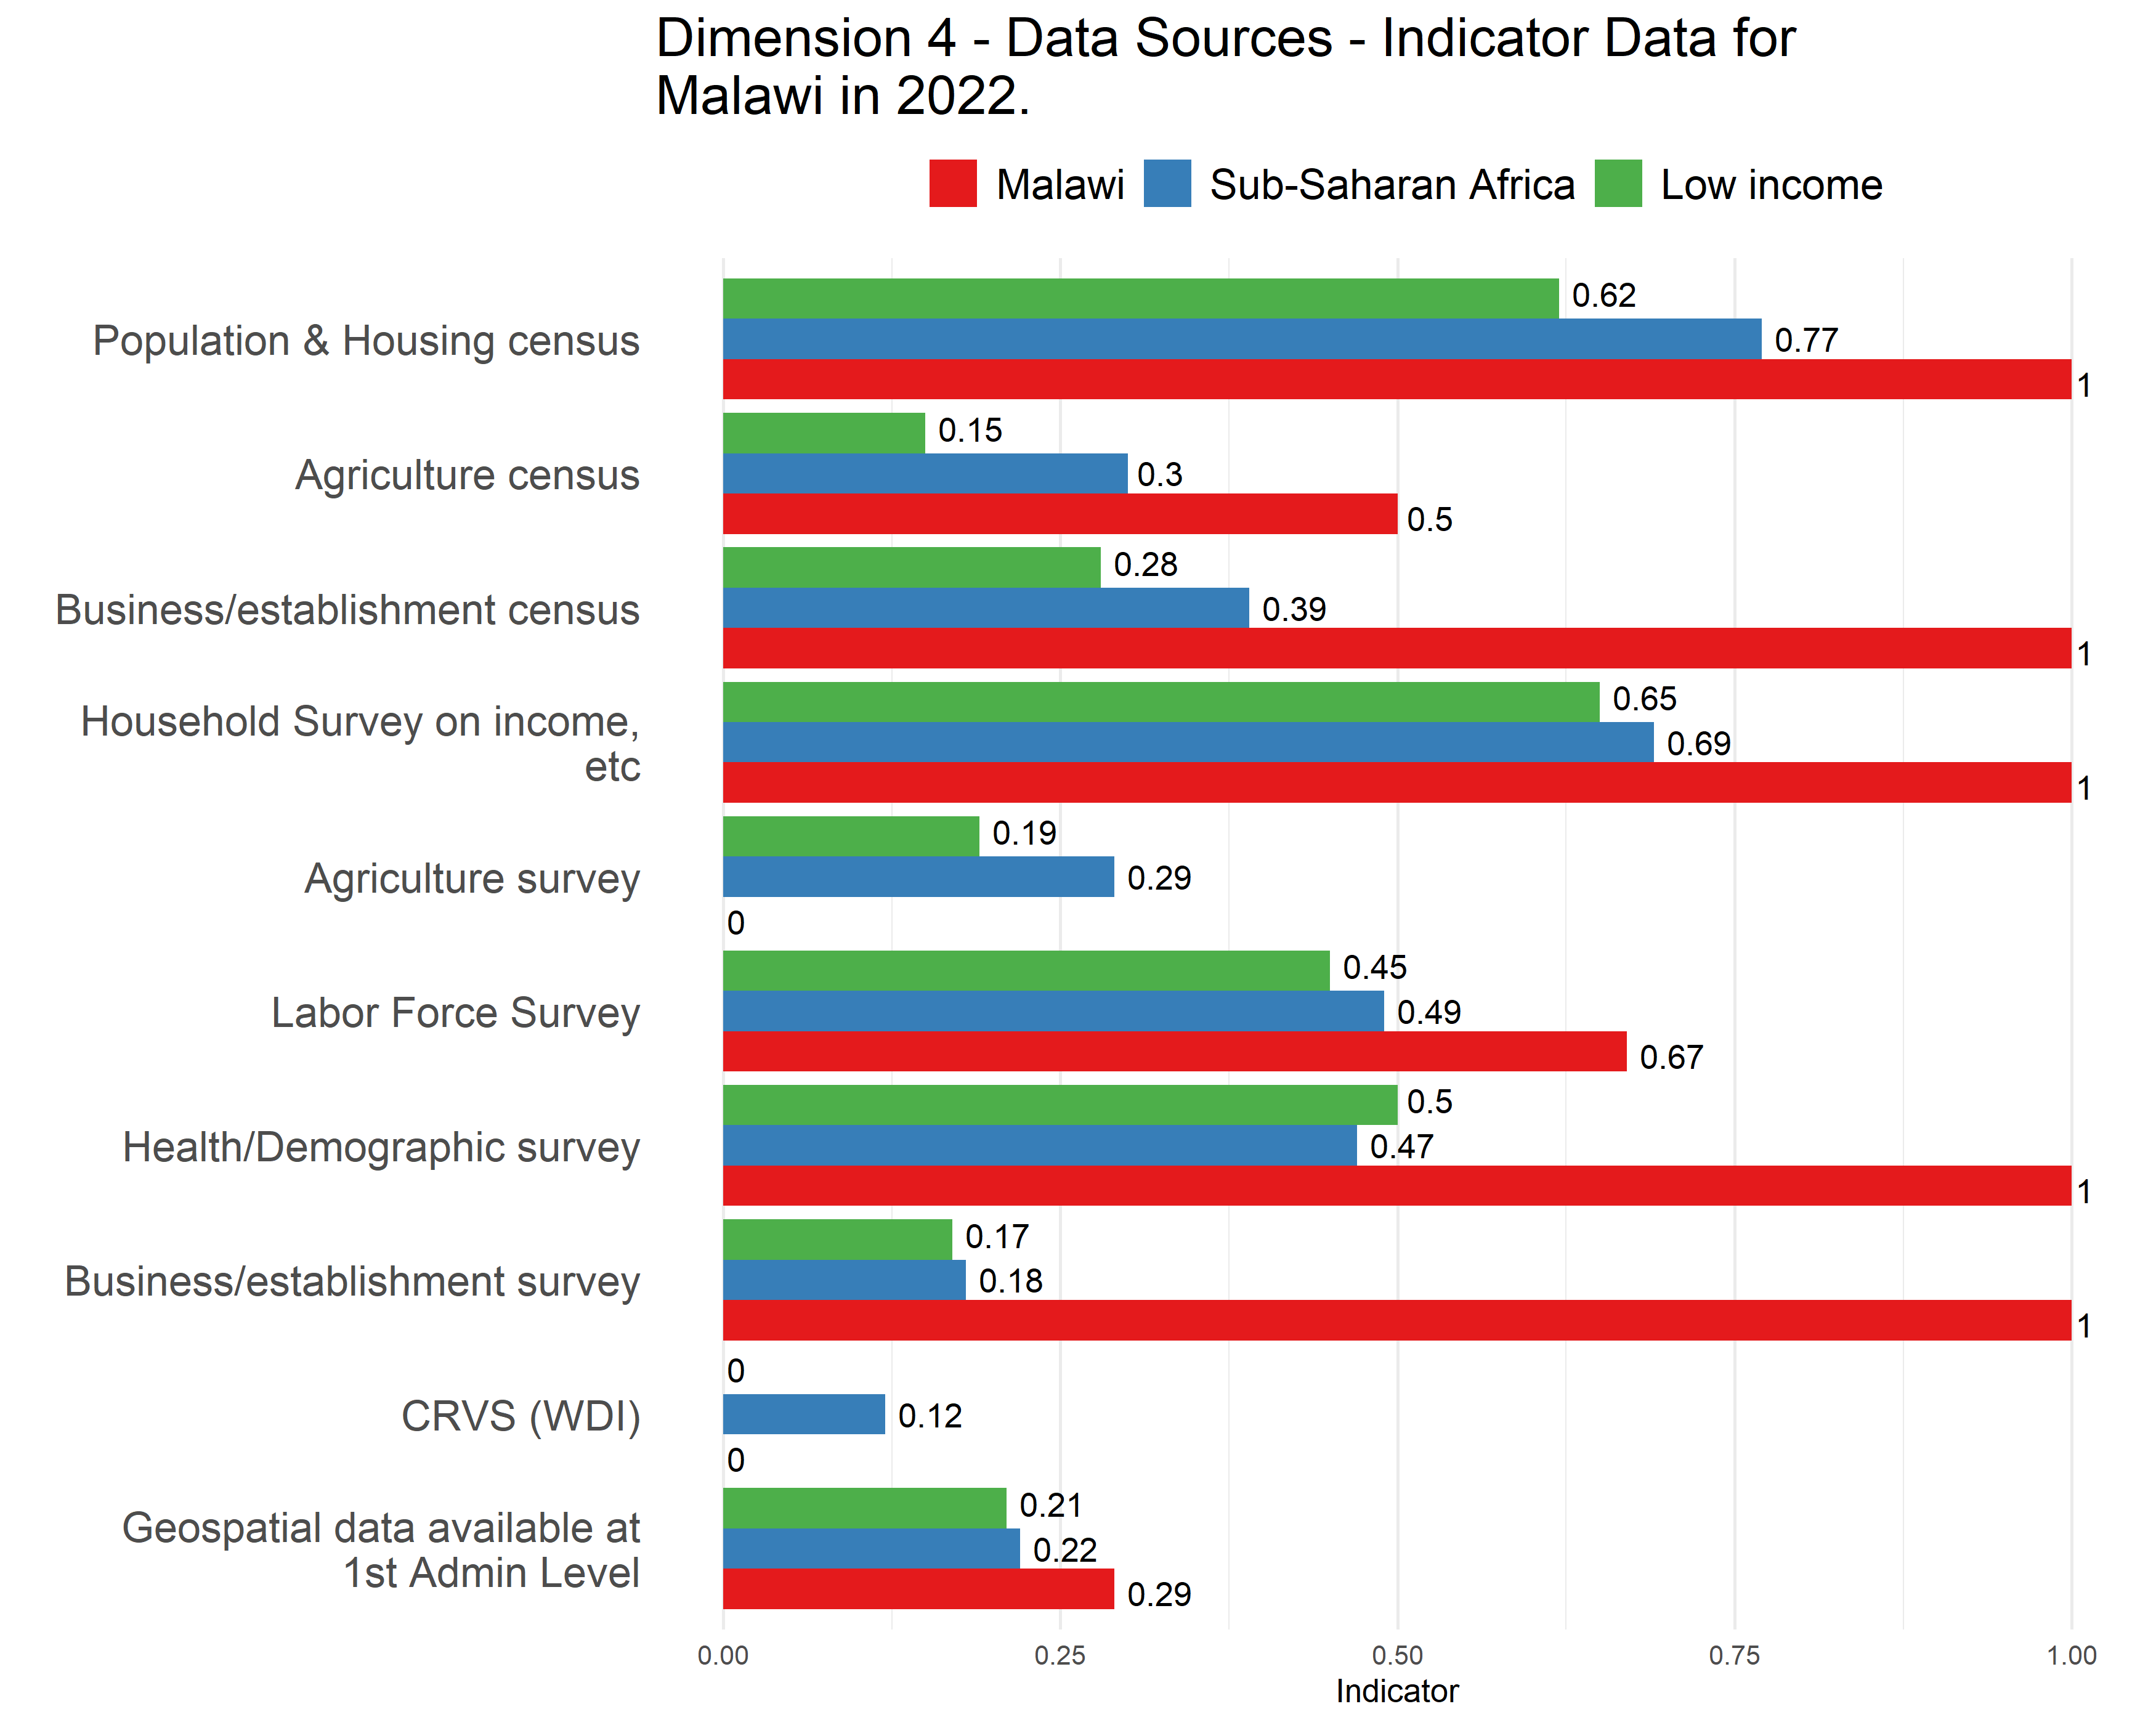 Dimension 4 - Data Sources - Indicator Data for
Malawi in 2022.
Malawi Sub-Saharan Africa Low income
Population & Housing census
0.62
0.77
1
Agriculture census
0.15
0.3
0.5
Business/establishment census
0.28
0.39
1
Household Survey on income,
etc
0.65
0.69
1
Agriculture survey
0.19
0.29
0
Labor Force Survey
0.45
0.49
0.67
Health/Demographic survey
0.5
0.47
1
Business/establishment survey
0.17
0.18
1
CRVS (WDI)
0
0.12
0
Geospatial data available at
1st Admin Level
0.21
0.22
0.29
0.00 0.25 0.50 0.75 1.00
Indicator